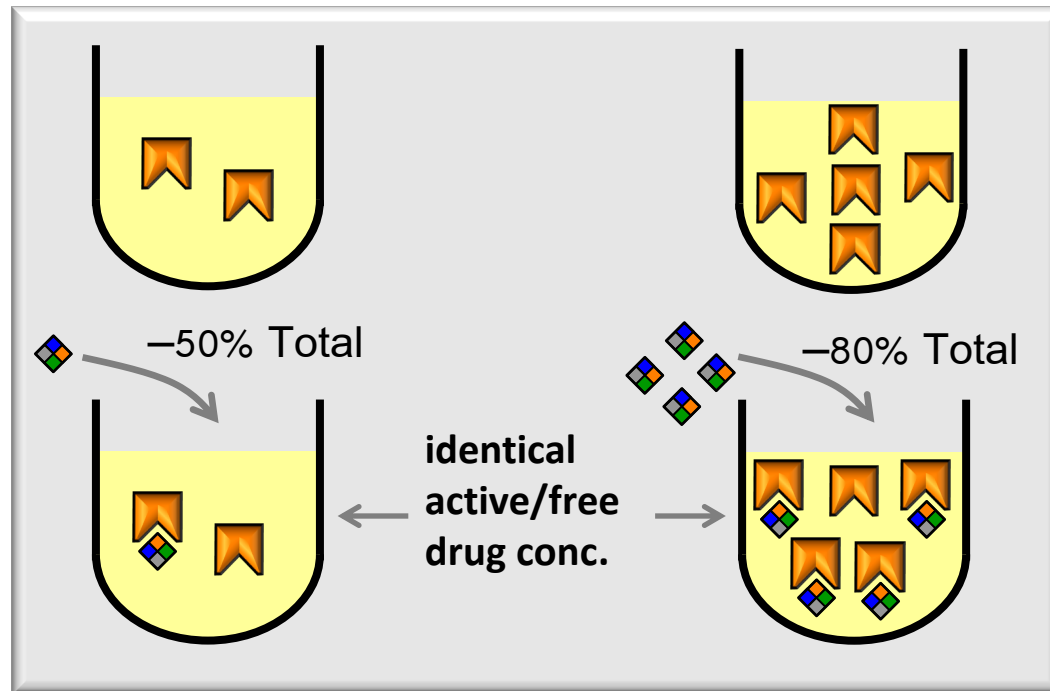 –50% Total
–80% Total
identical
active/free
drug conc.